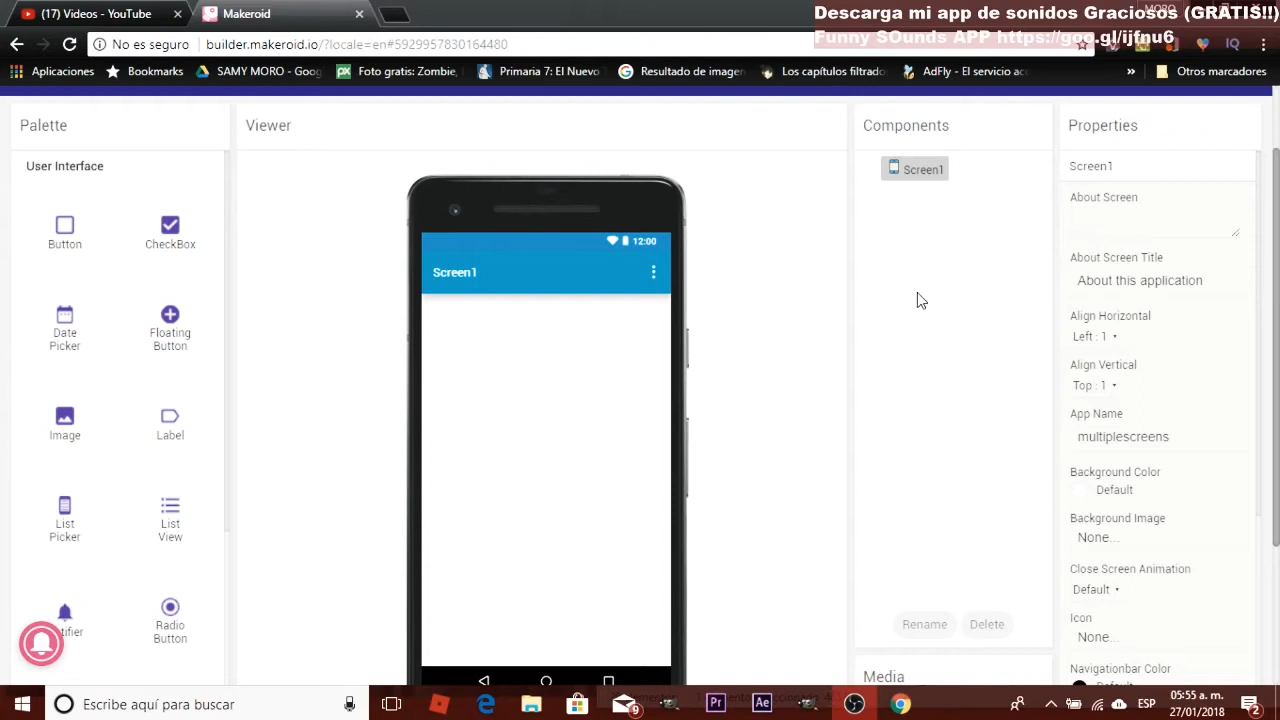 (17) Videos - YouTube
Makeroid
MORO
Descarga mi app de sonidos Graciosos (GRATIS!!)
Funny SOunds APP https://goo.gl/ijfnu6
No es seguro
builder.makeroid.io/?locale=en#5929957830164480
Aplicaciones
Bookmarks
SAMY MORO - Goog
Foto gratis: Zombie,
Primaria 7: El Nuevo
Resultado de imagen
Los capítulos filtrados
AdFly - El servicio ac
»
Otros marcadores
Palette
Viewer
Components
Properties
User Interface
Screen1
Screen1
About Screen
Button
CheckBox
12:00
Screen1
About Screen Title
About this application
Date
Picker
Floating
Button
Align Horizontal
Left : 1
Align Vertical
Top : 1
Image
Label
App Name
multiplescreens
Background Color
Default
List
Picker
List
View
Background Image
None...
Close Screen Animation
Default
Radio
Button
Rename
Delete
Icon
None...
Media
Navigationbar Color
Escribe aquí para buscar
9
Pr
Ae
ESP
05:55 a. m.
27/01/2018
2